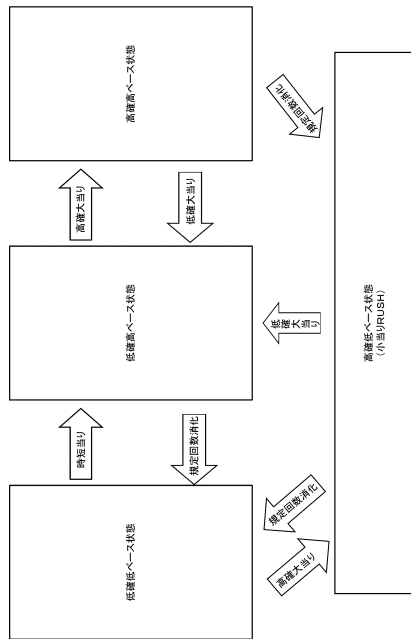 低確低ベース状態
時短当り
規定回数消化
低確高ベース状態
高確大当り
低確大当り
高確高ベース状態
高確大当り
規定回数消化
低確大当り
規定回数消化
高確低ベース状態
（小当りRUSH）